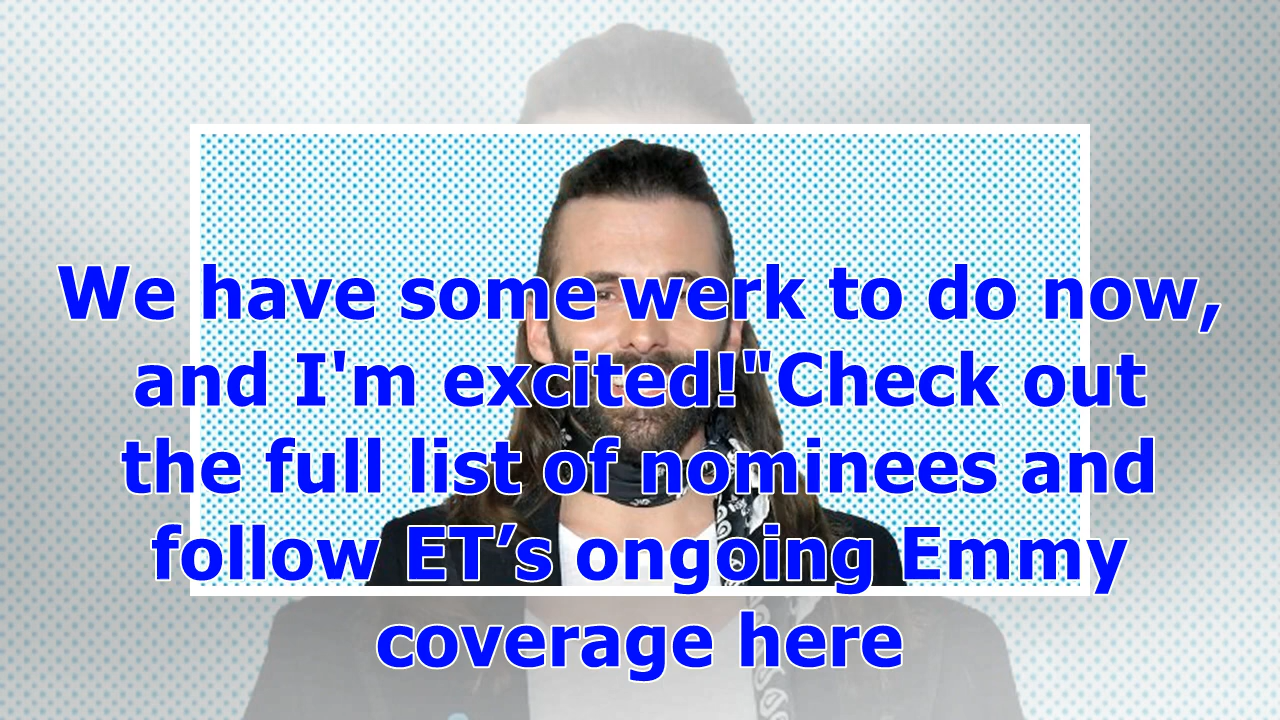 We have some werk to do now,
and I'm excited!"Check out
the full list of nominees and
follow ET’s ongoing Emmy
coverage here